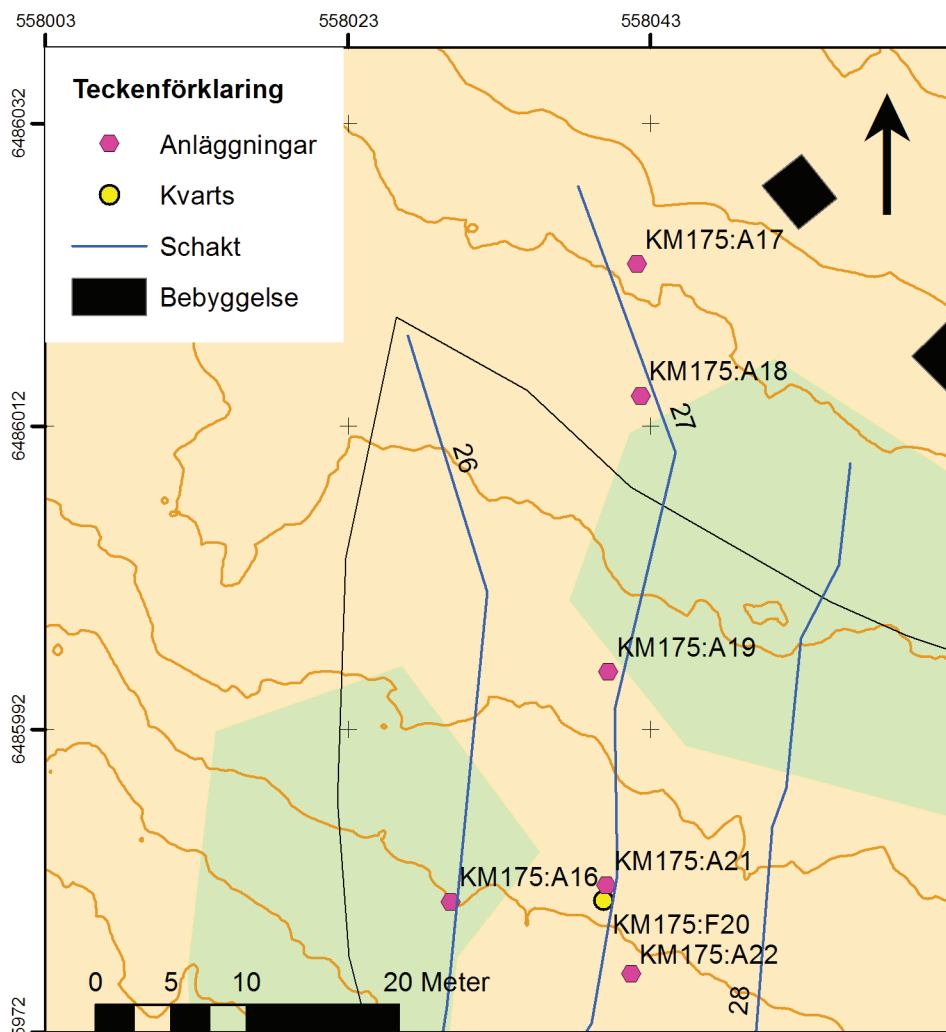 558003 558023 558043
6486032
6486012
6485992
5972
Teckenförklaring
Anläggningar
Kvarts
Schakt
Bebyggelse
KM175:A17
KM175:A18
27
26
KM175:A19
KM175:A21
KM175:A16
KM175:F20
KM175:A22
28
0 5 10 20 Meter